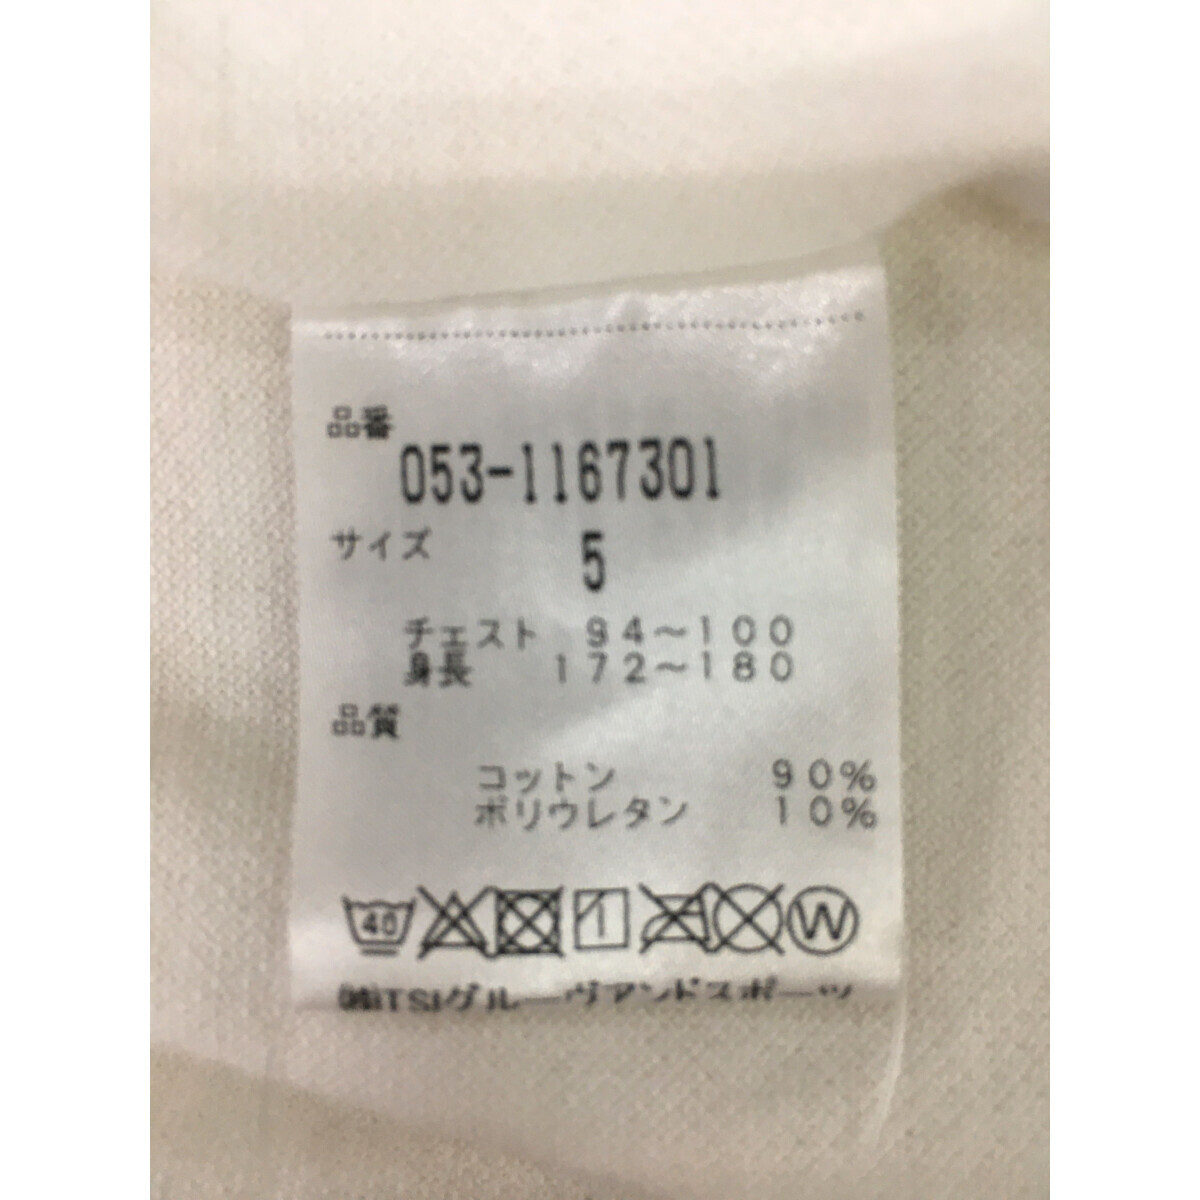 品番
053-1167301
サイズ 5
チェスト 94～100
身長 172～180
品質
コットン 90%
ポリウレタン 10%
40 W
㈱TSIグルーヴアンドスポーツ